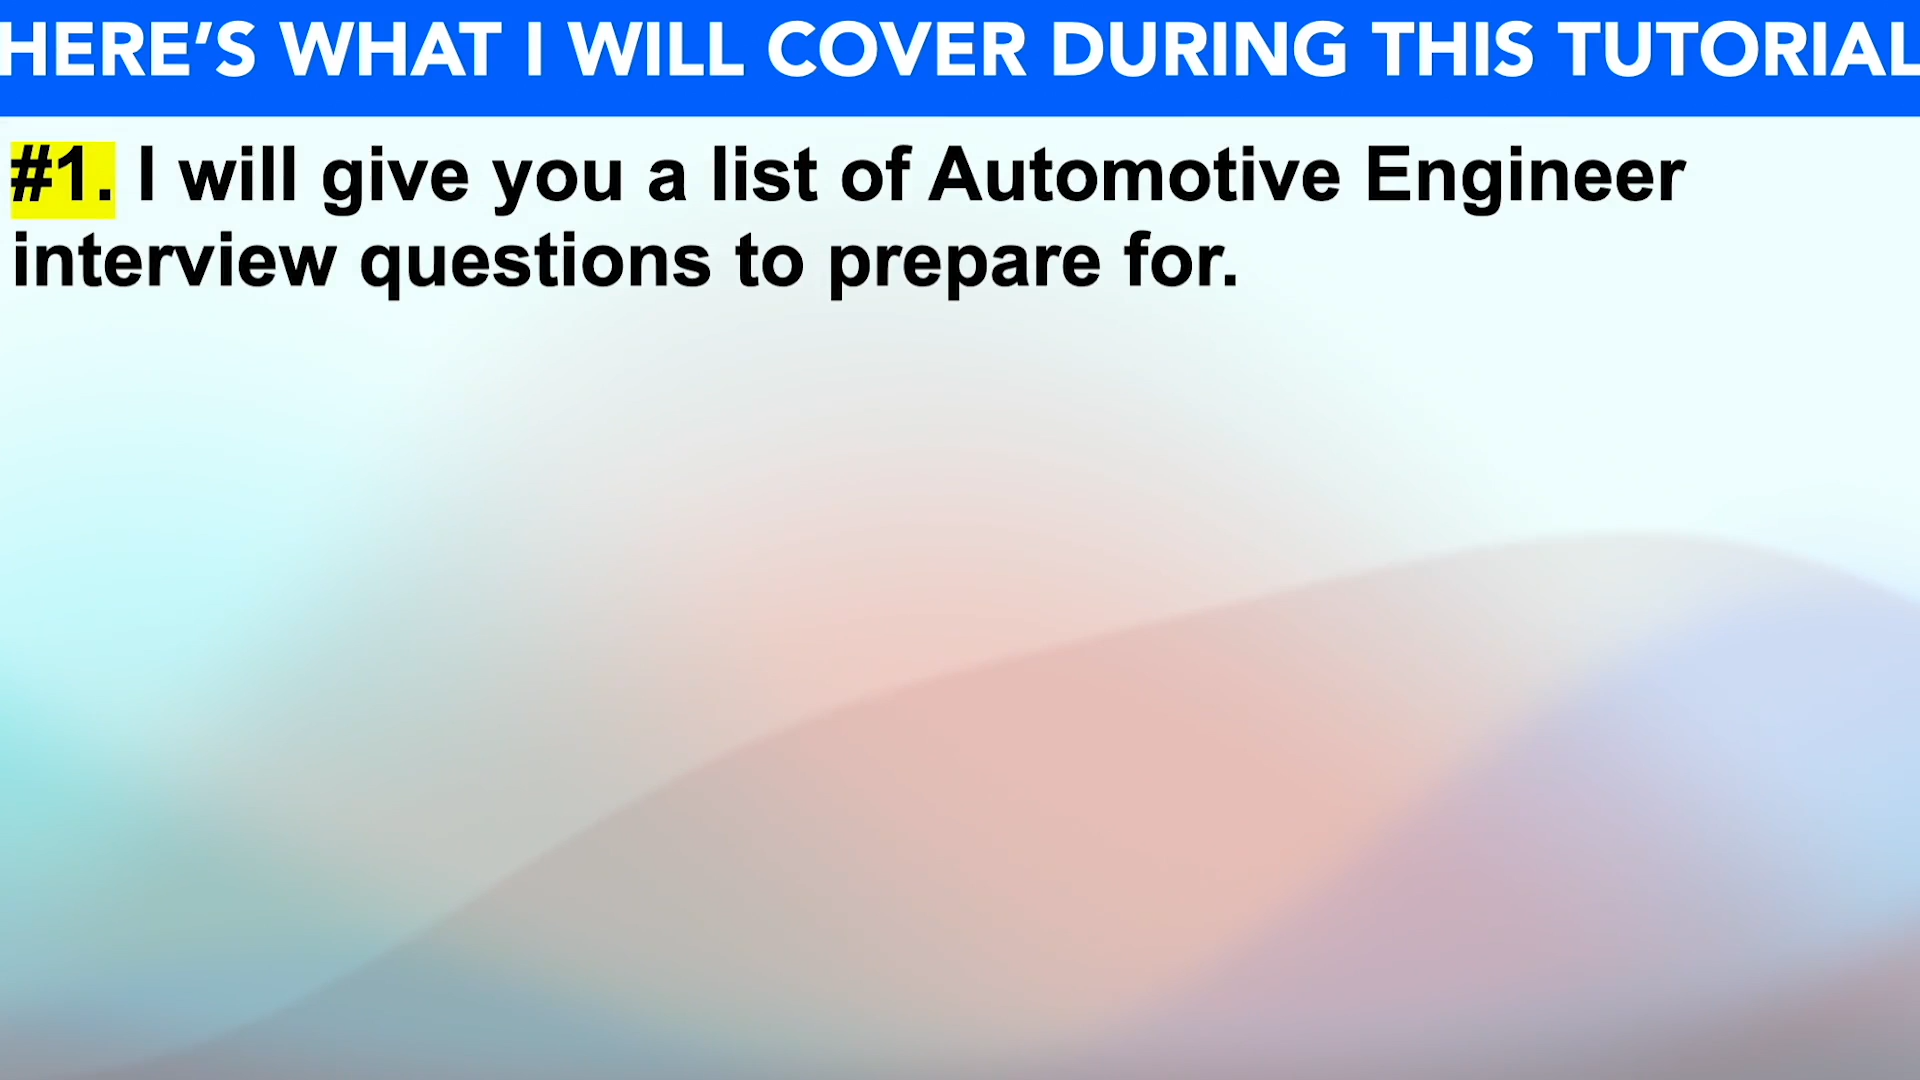 HERE’S WHAT I WILL COVER DURING THIS TUTORIAL
#1. I will give you a list of Automotive Engineer
interview questions to prepare for.